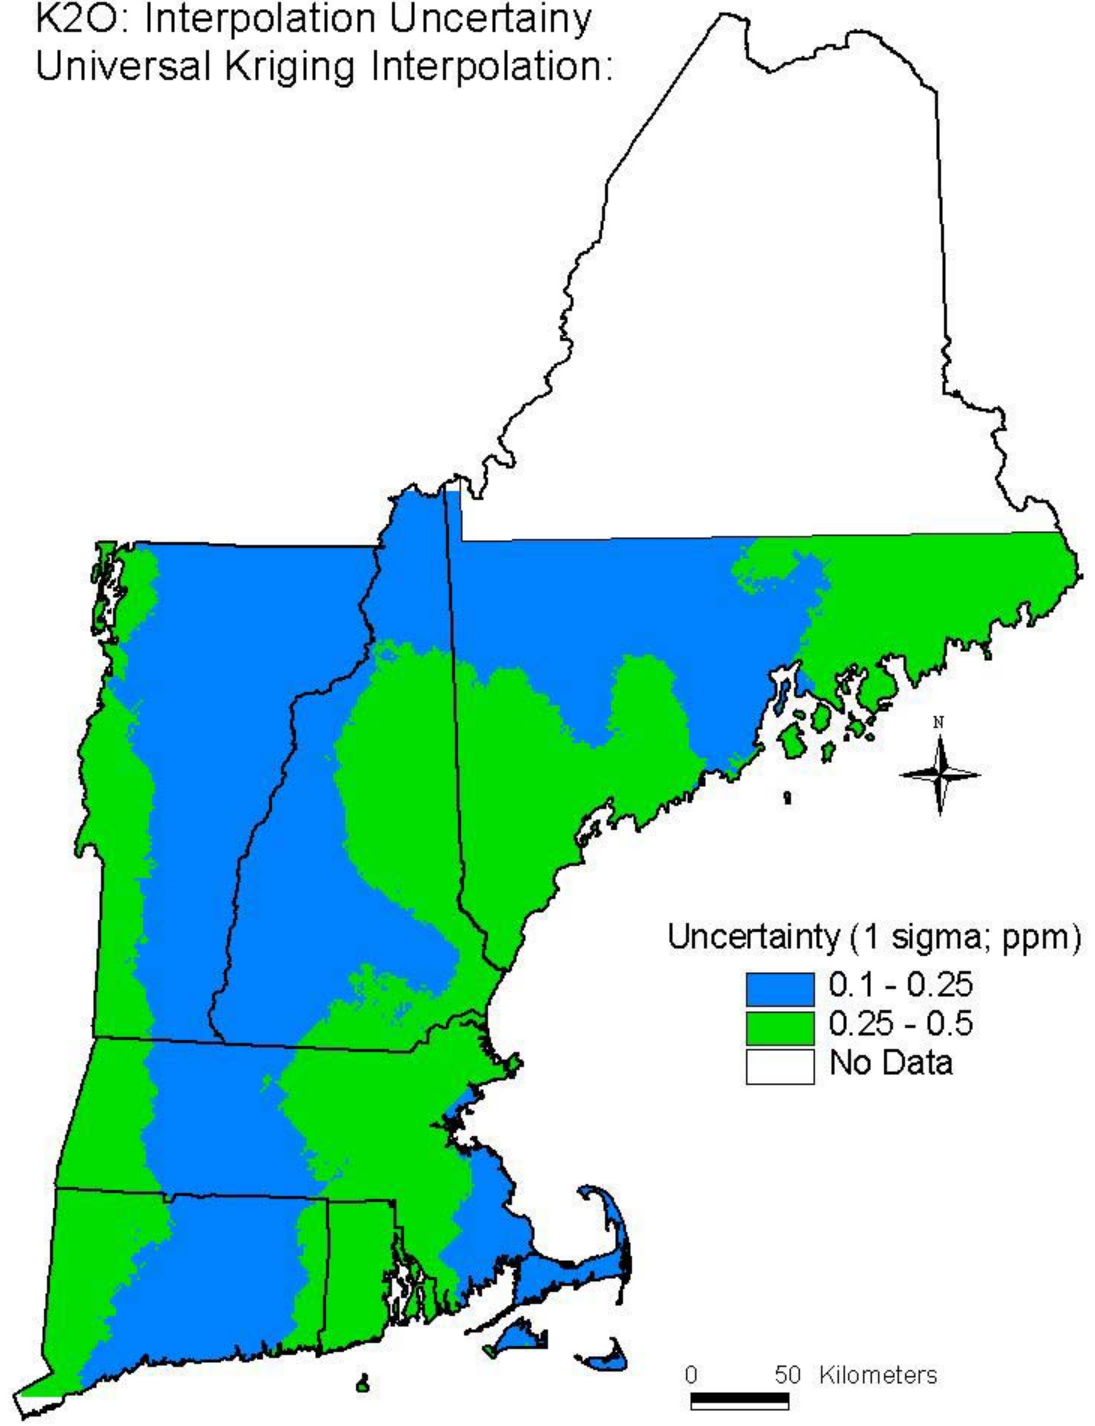 K2O: Interpolation Uncertainy
Universal Kriging Interpolation:
N
Uncertainty (1 sigma; ppm)
0.1 - 0.25
0.25 - 0.5
No Data
0 50 Kilometers